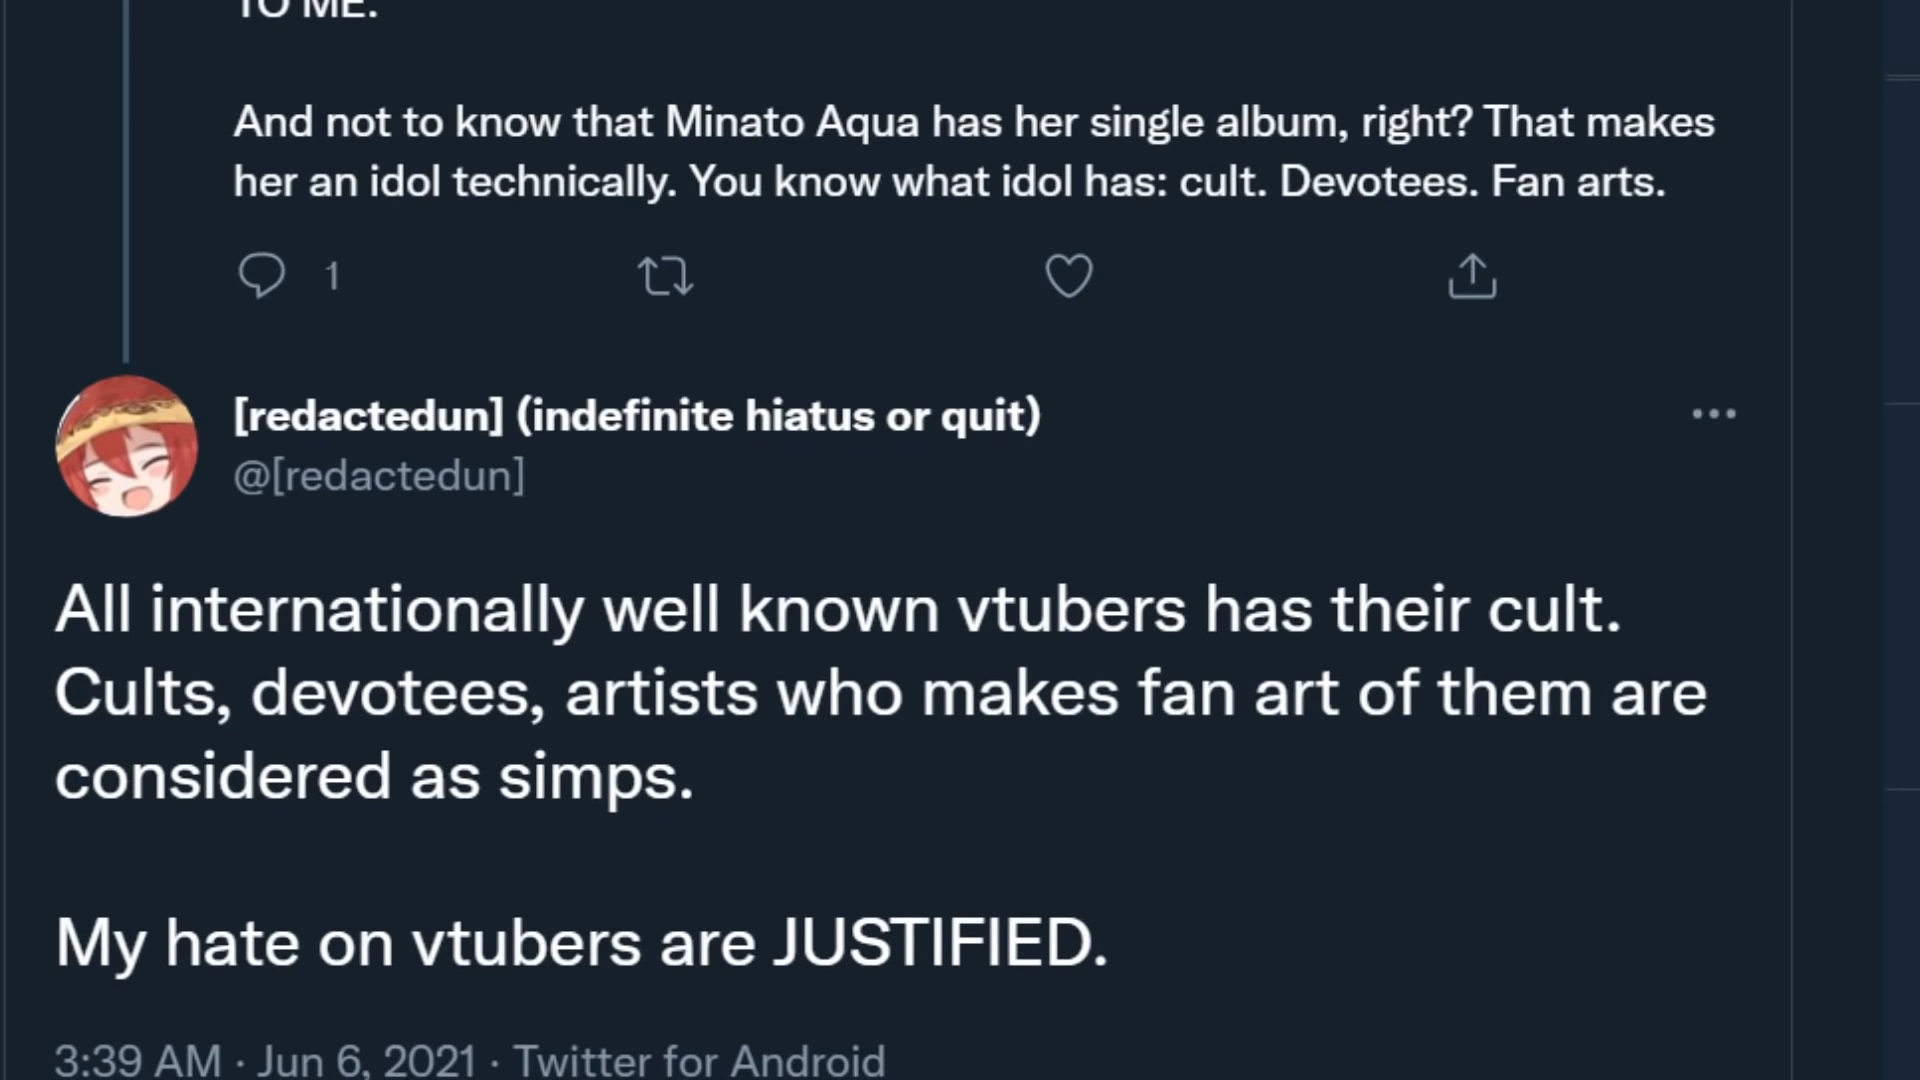 TO ME.
And not to know that Minato Aqua has her single album, right? That makes
her an idol technically. You know what idol has: cult. Devotees. Fan arts.
1
[redactedun] (indefinite hiatus or quit)
@[redactedun]
All internationally well known vtubers has their cult.
Cults, devotees, artists who makes fan art of them are
considered as simps.
My hate on vtubers are JUSTIFIED.
3:39 AM · Jun 6, 2021 · Twitter for Android